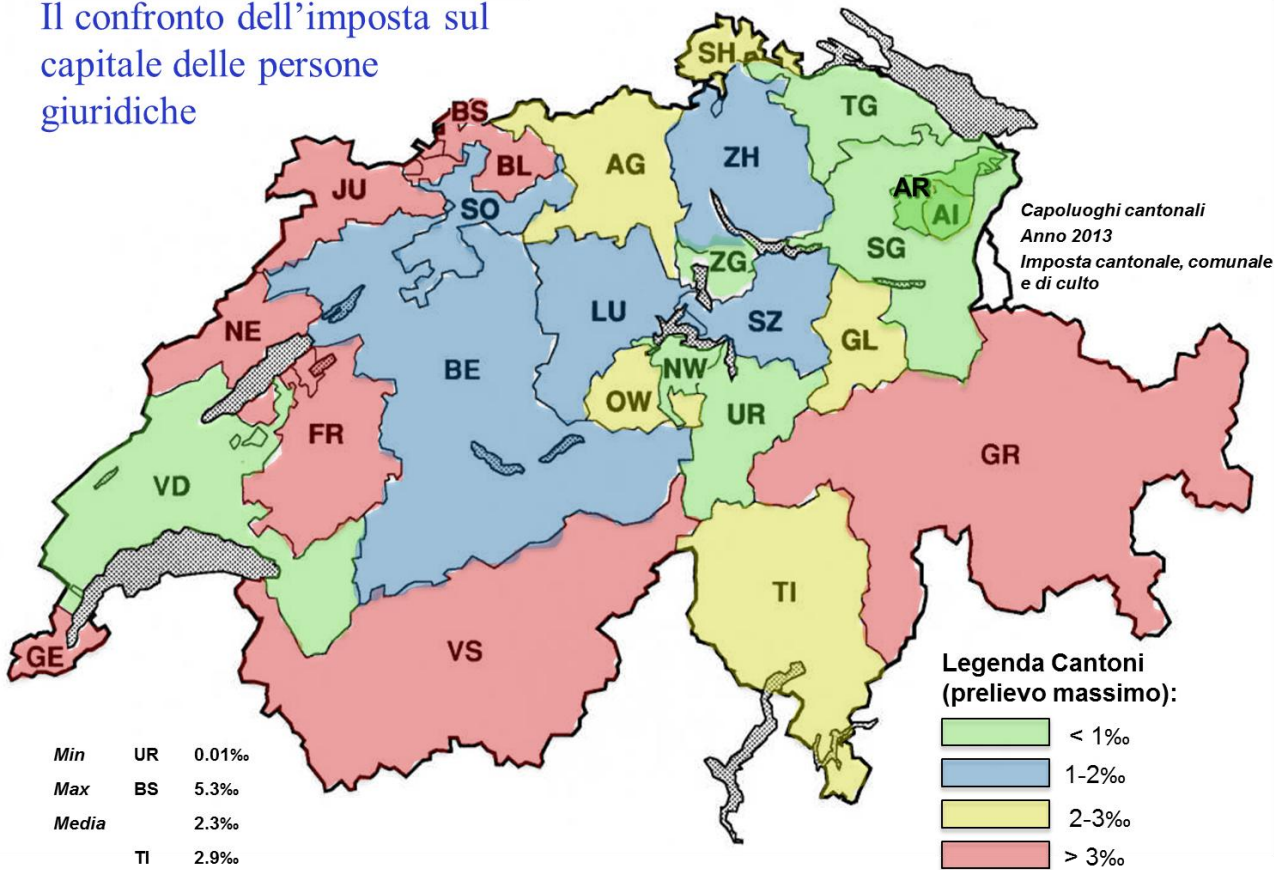 Il confronto dell’imposta sul
capitale delle persone
giuridiche
SH
BS
TG
BL
AG
ZH
JU
AR
AI
SO
Capoluoghi cantonali
Anno 2013
Imposta cantonale, comunale
e di culto
SG
ZG
LU
SZ
NE
GL
BE
NW
OW
UR
FR
GR
VD
TI
VS
GE
Legenda Cantoni
(prelievo massimo):
< 1‰
1-2‰
2-3‰
> 3‰
Min UR 0.01‰
Max BS 5.3‰
Media 2.3‰
TI 2.9‰